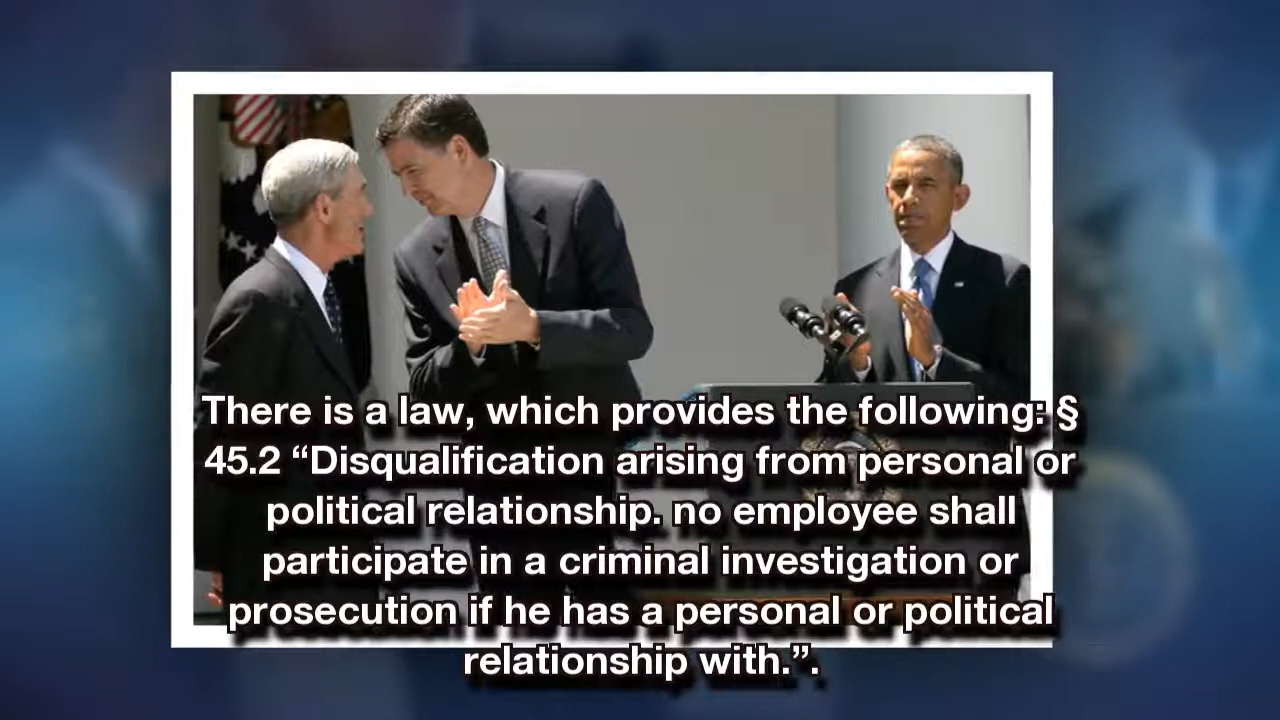 There is a law, which provides the following: §
45.2 “Disqualification arising from personal or
political relationship. no employee shall
participate in a criminal investigation or
prosecution if he has a personal or political
relationship with.”.